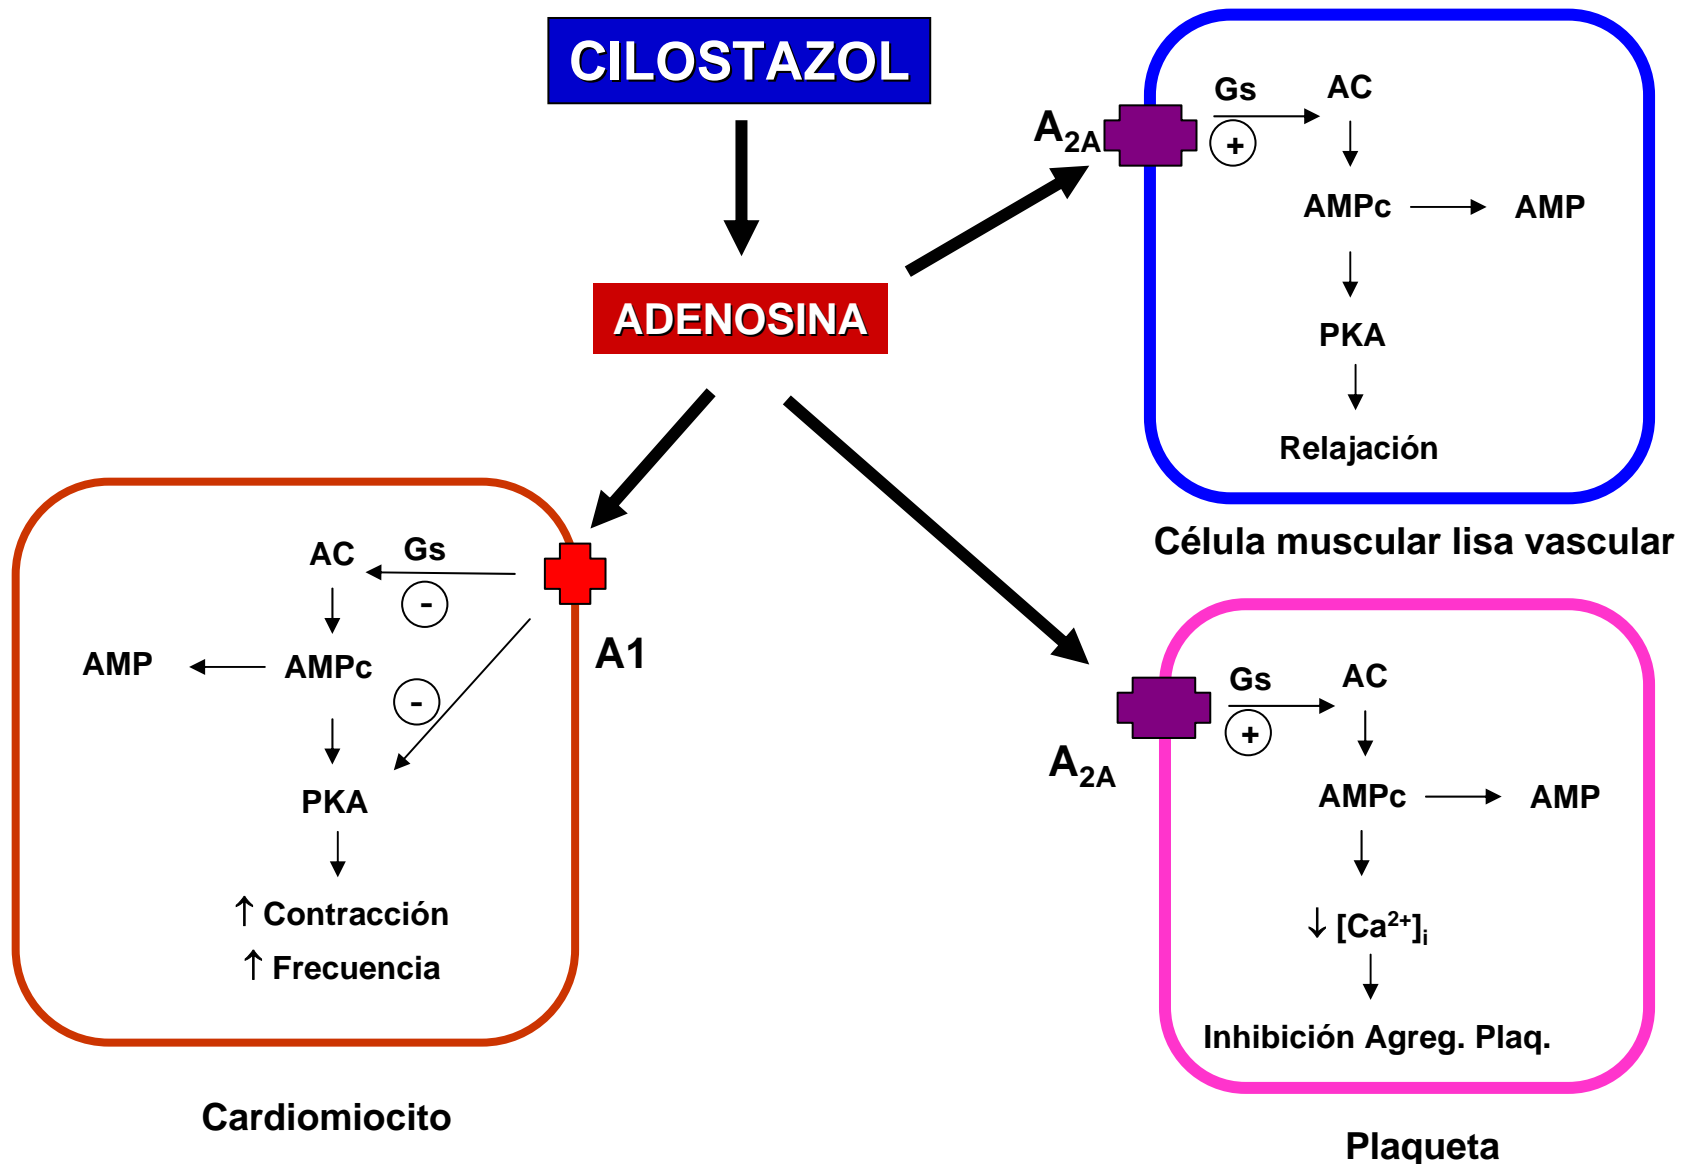 CILOSTAZOL
ADENOSINA
A2A
Gs
AC
+
AMPc
AMP
PKA
Relajación
Célula muscular lisa vascular
AC
Gs
-
A1
AMP
AMPc
-
PKA
↑ Contracción
↑ Frecuencia
Cardiomiocito
A2A
Gs
AC
+
AMPc
AMP
↓ [Ca²⁺]i
Inhibición Agreg. Plaq.
Plaqueta